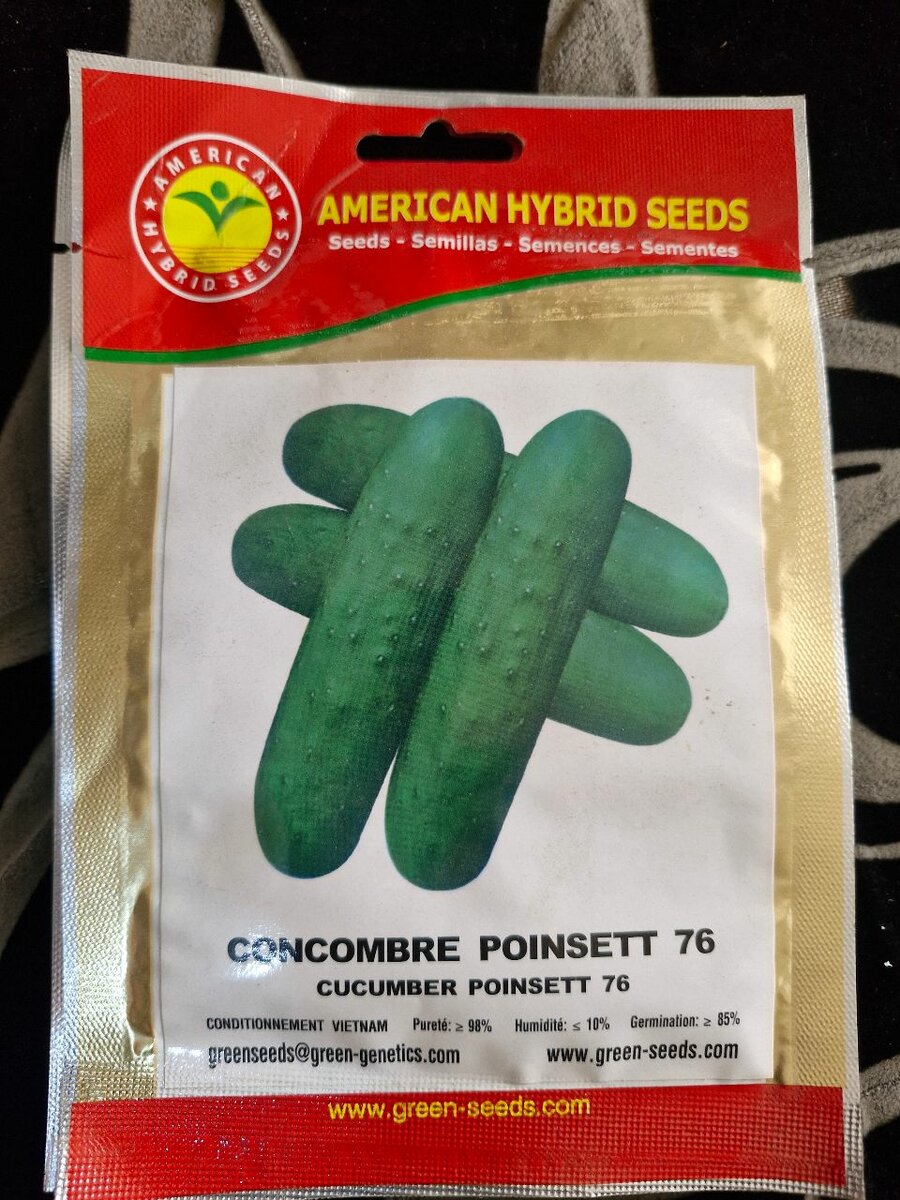 ★ AMERICAN ★
HYBRID SEEDS
AMERICAN HYBRID SEEDS
Seeds - Semillas - Semences - Sementes
CONCOMBRE POINSETT 76
CUCUMBER POINSETT 76
CONDITIONNEMENT VIETNAM Pureté: ≥ 98% Humidité: ≤ 10% Germination: ≥ 85%
greenseeds@green-genetics.com www.green-seeds.com
www.green-seeds.com